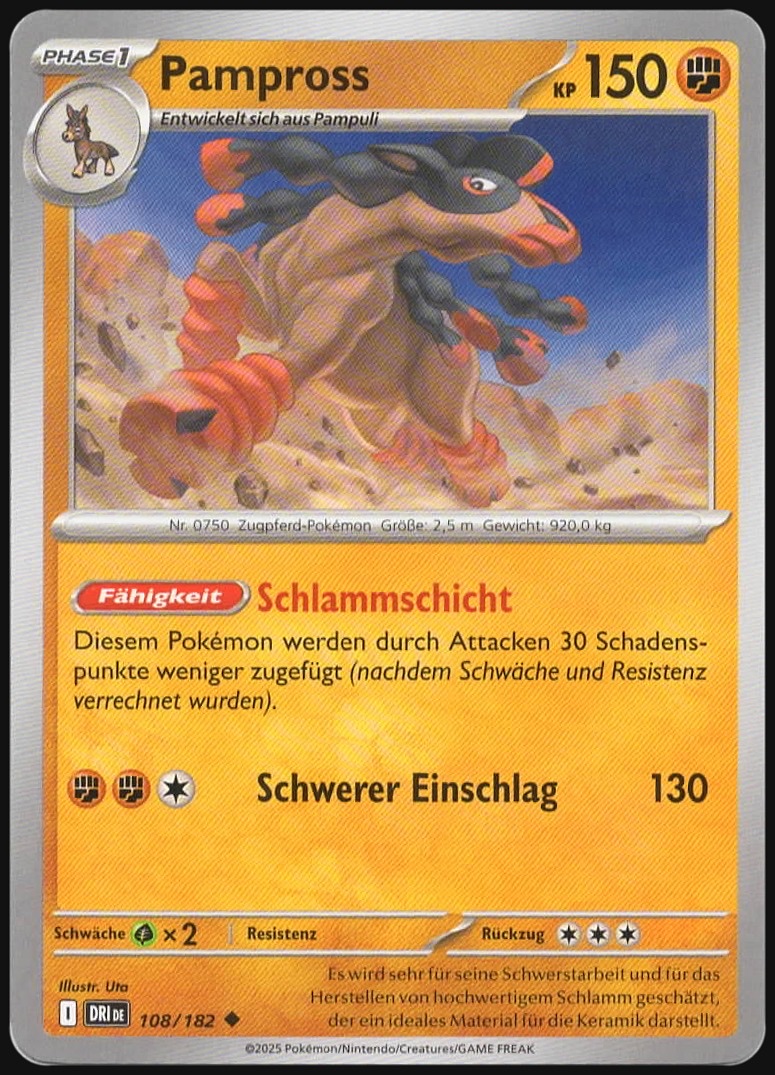 PHASE 1
Pampross
KP 150
Entwickelt sich aus Pampuli
Nr. 0750 Zugpferd-Pokémon Größe: 2,5 m Gewicht: 920,0 kg
Fähigkeit Schlammschicht
Diesem Pokémon werden durch Attacken 30 Schadens-
punkte weniger zugefügt (nachdem Schwäche und Resistenz
verrechnet wurden).
Schwerer Einschlag 130
Schwäche ×2 Resistenz Rückzug
Illustr. Uta
Es wird sehr für seine Schwerstarbeit und für das
Herstellen von hochwertigem Schlamm geschätzt,
der ein ideales Material für die Keramik darstellt.
I DRI DE 108/182
©2025 Pokémon/Nintendo/Creatures/GAME FREAK